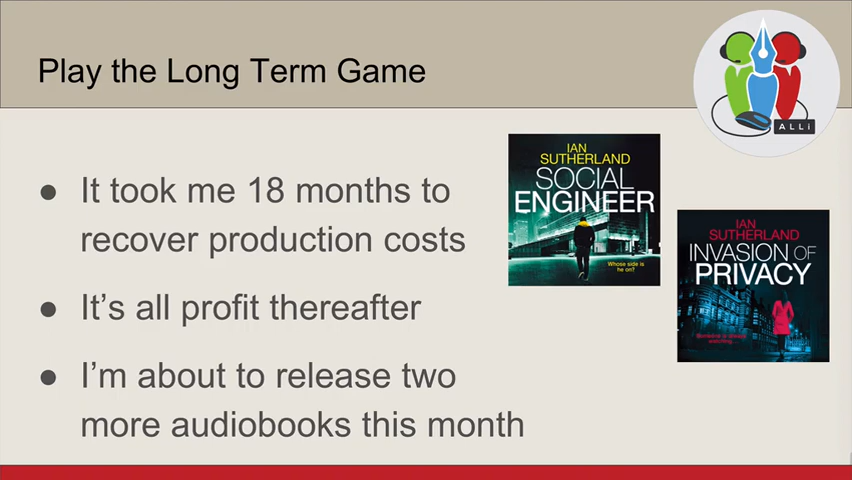 Play the Long Term Game
ALLi
● It took me 18 months to
recover production costs
● It's all profit thereafter
● I'm about to release two
more audiobooks this month
IAN
SUTHERLAND
SOCIAL
ENGINEER
Whose side is
he on?
IAN
SUTHERLAND
INVASION OF
PRIVACY